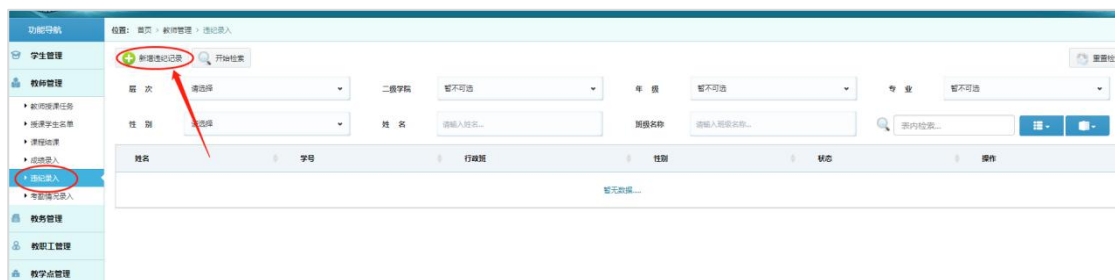 功能导航
位置： 首页 > 教师管理 > 违纪录入
学生管理
新增违纪记录
开始检索
重置检
教师管理
层 次
请选择
二级学院
暂不可选
年 级
暂不可选
专 业
暂不可选
教师授课任务
授课学生名单
课程结课
成绩录入
违纪录入
考勤情况录入
性 别
请选择
姓 名
请输入姓名...
班级名称
请输入班级名称...
表内检索...
姓名
学号
行政班
性别
状态
操作
暂无数据....
教务管理
教职工管理
教学点管理